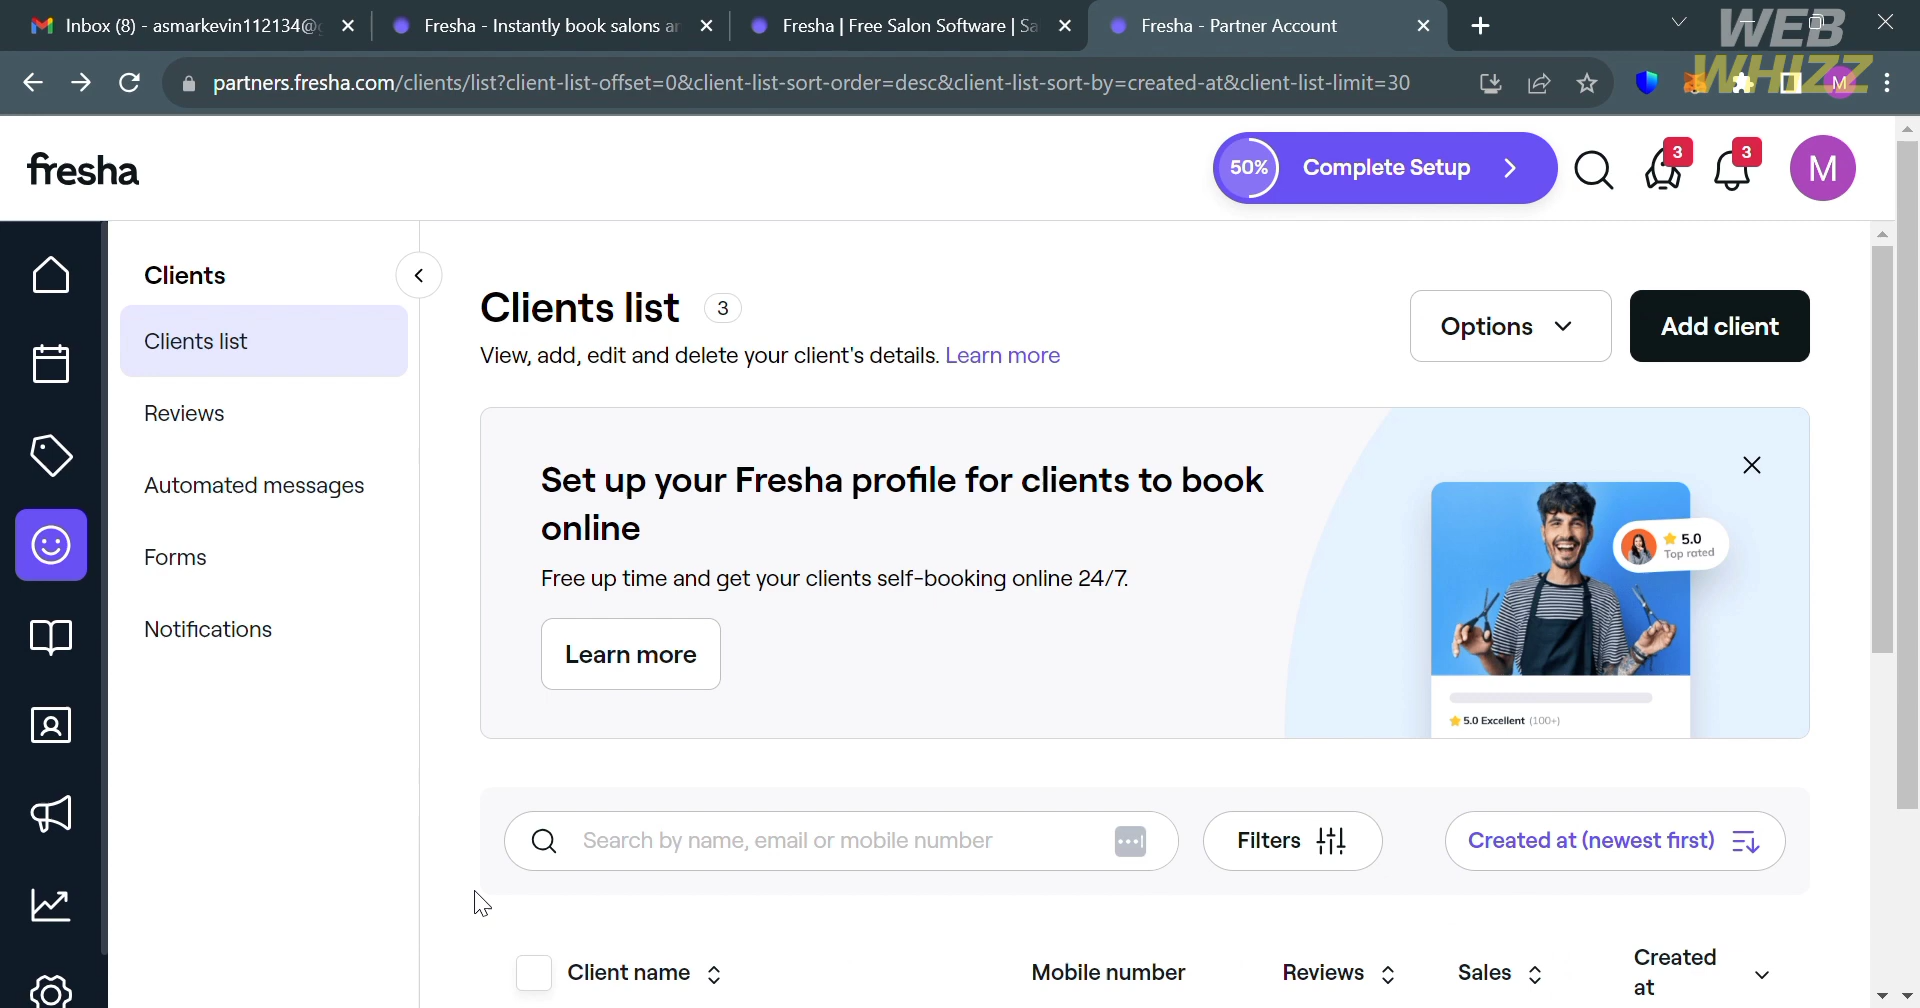 Inbox (8) - asmarkevin112134@
Fresha - Instantly book salons
Fresha | Free Salon Software |
Fresha - Partner Account
WEB
WHIZZ
partners.fresha.com/clients/list?client-list-offset=0&client-list-sort-order=desc&client-list-sort-by=created-at&client-list-limit=30
M
fresha
50%
Complete Setup
3
3
M
Clients
Clients list
Reviews
Automated messages
Forms
Notifications
Clients list 3
View, add, edit and delete your client's details. Learn more
Options
Add client
Set up your Fresha profile for clients to book
online
Free up time and get your clients self-booking online 24/7.
Learn more
5.0
Top rated
5.0 Excellent (100+)
Search by name, email or mobile number
Filters
Created at (newest first)
Client name
Mobile number
Reviews
Sales
Created
at